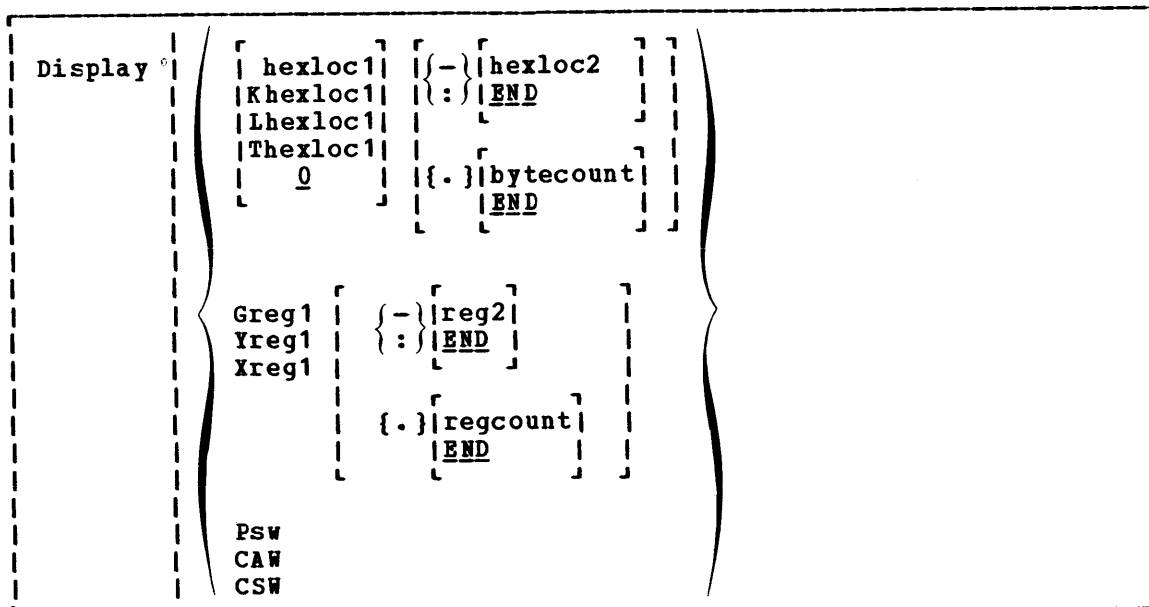 Display hexloc1 {-} hexloc2
Khexloc1 {:} END
Lhexloc1
Thexloc1
0 {.} bytecount
END
Greg1 {-} reg2
Yreg1 {:} END
Xreg1
{.} regcount
END
Psw
CAW
CSW